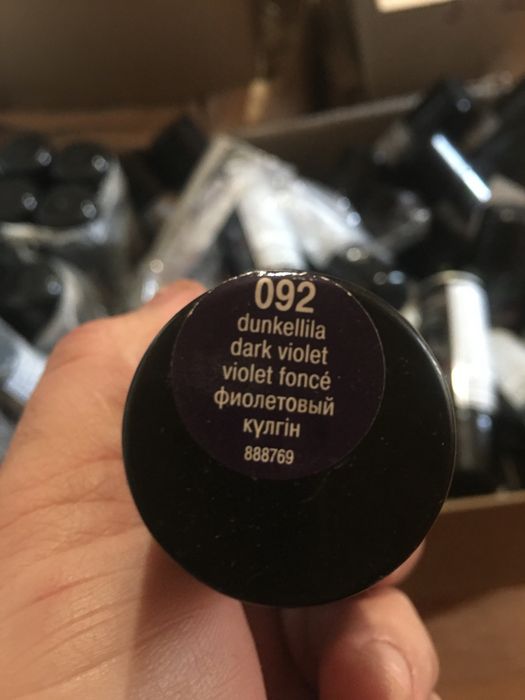 092
dunkellila
dark violet
violet foncé
фиолетовый
күлгін
888769